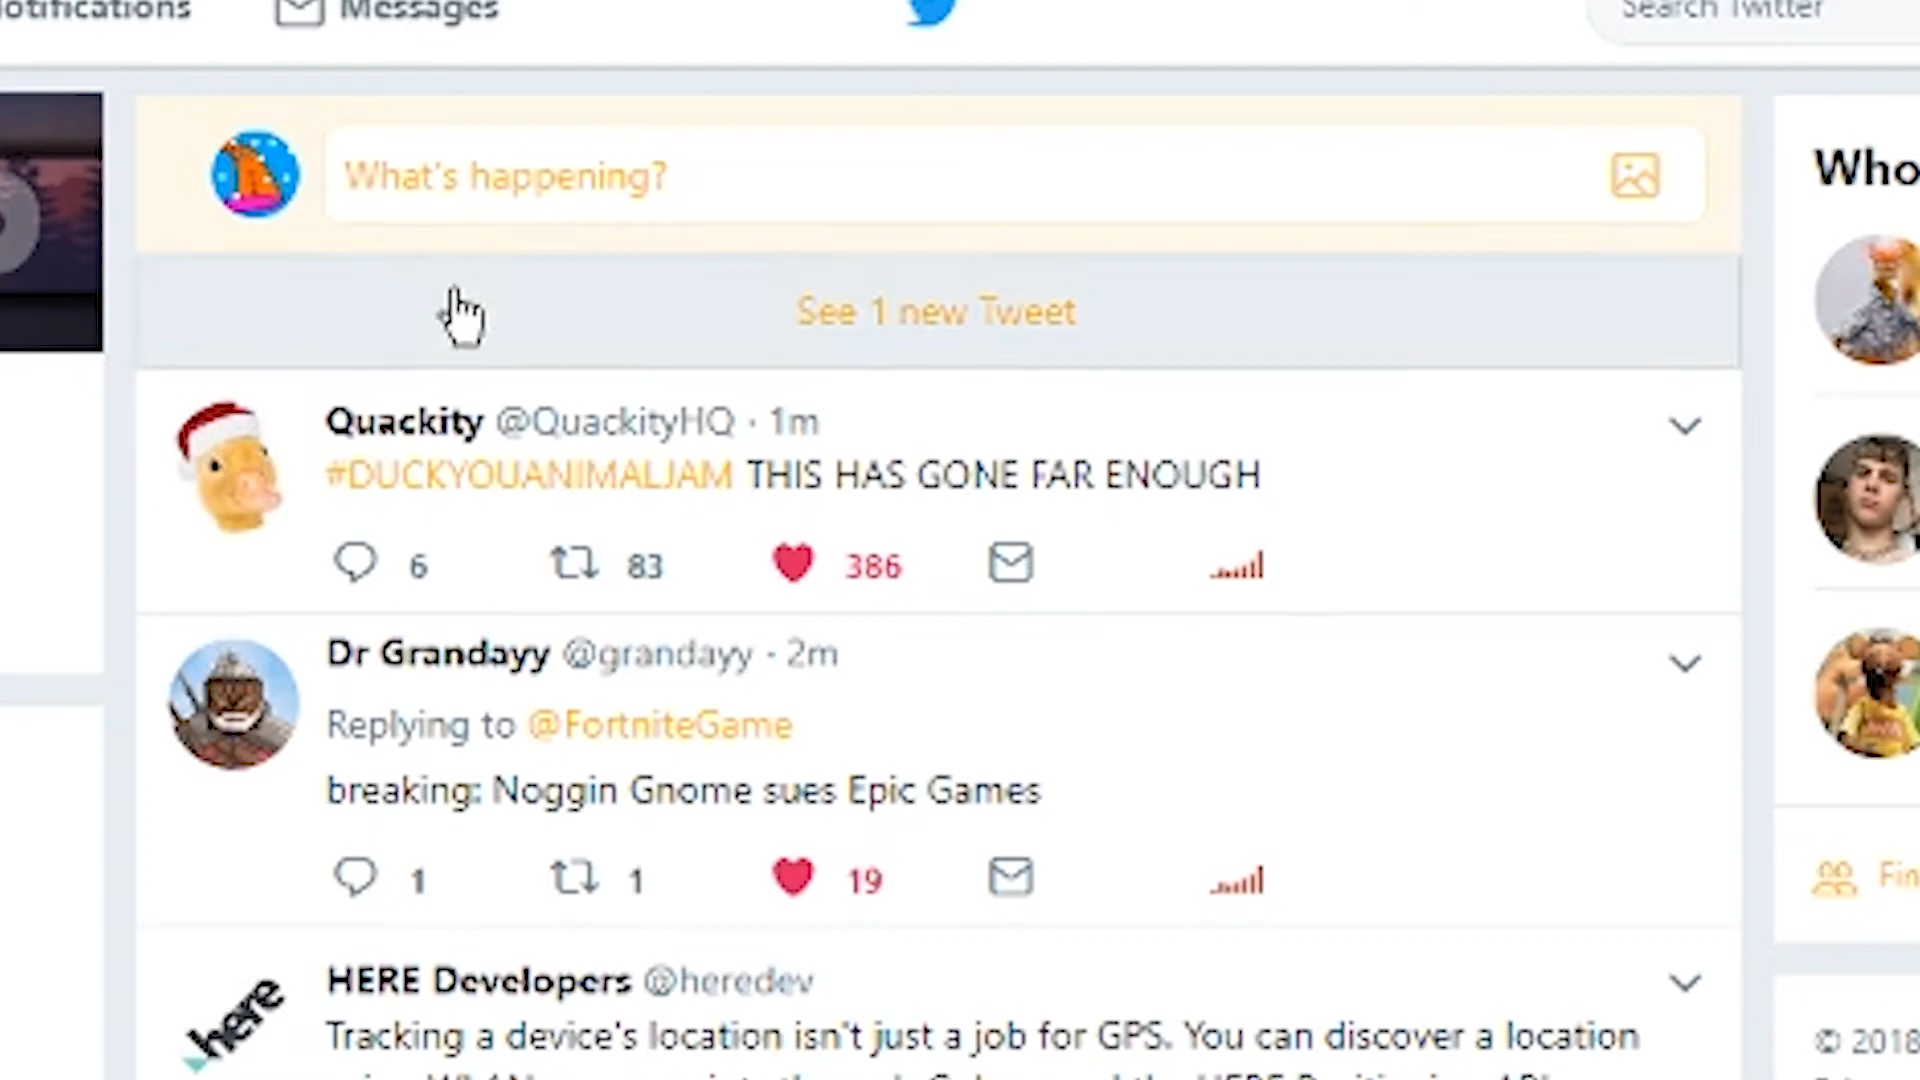 otifications Messages Search Twitter
What's happening?
See 1 new Tweet
Who
Quackity @QuackityHQ · 1m
#DUCKYOUANIMALJAM THIS HAS GONE FAR ENOUGH
6 83 386
Dr Grandayy @grandayy · 2m
Replying to @FortniteGame
breaking: Noggin Gnome sues Epic Games
1 1 19
Fin
HERE Developers @heredev
here
Tracking a device's location isn't just a job for GPS. You can discover a location
© 2018